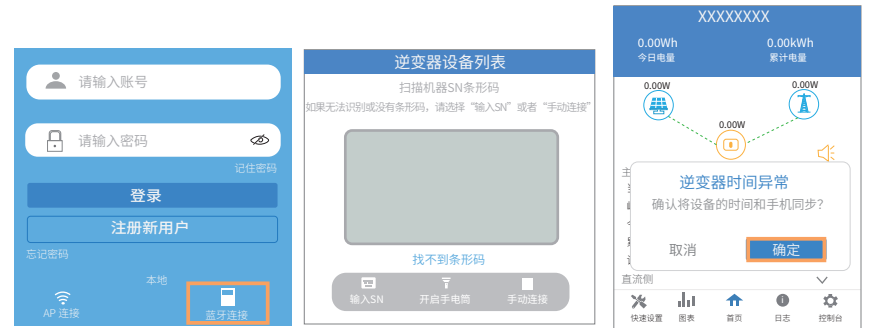 请输入账号
请输入密码
记住密码
登录
注册新用户
忘记密码
本地
AP 连接
蓝牙连接
逆变器设备列表
扫描机器SN条形码
如果无法识别或没有条形码，请选择“输入SN”或者“手动连接”
找不到条形码
输入SN
开启手电筒
手动连接
XXXXXXXX
0.00Wh
今日电量
0.00kWh
累计电量
0.00W
0.00W
0.00W
主
逆变器时间异常
确认将设备的时间和手机同步？
取消
确定
直流侧
快速设置
图表
首页
日志
控制台